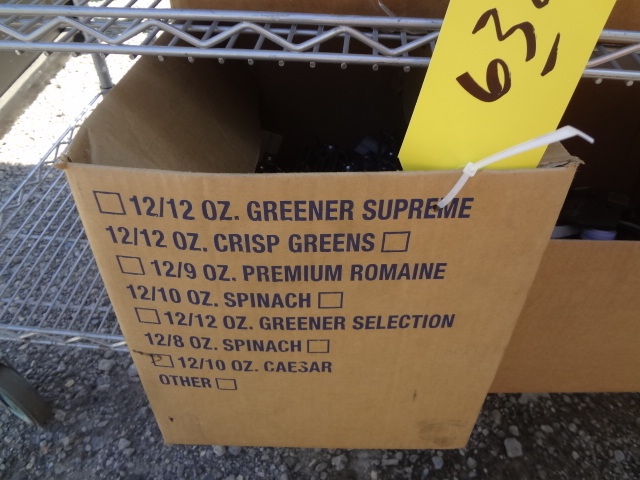 63
☐ 12/12 OZ. GREENER SUPREME
12/12 OZ. CRISP GREENS ☐
☐ 12/9 OZ. PREMIUM ROMAINE
12/10 OZ. SPINACH ☐
☐ 12/12 OZ. GREENER SELECTION
12/8 OZ. SPINACH ☐
☐ 12/10 OZ. CAESAR
OTHER ☐